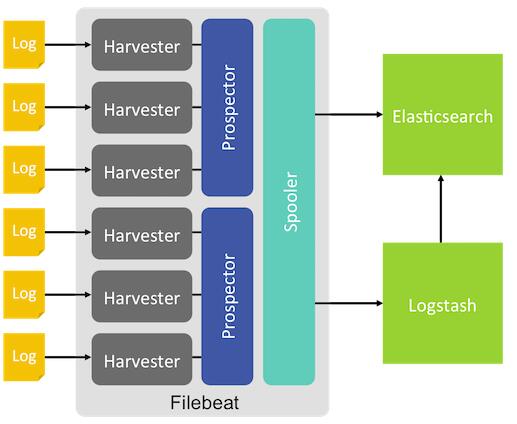 Log
Harvester
Log
Harvester
Log
Harvester
Prospector
Log
Harvester
Log
Harvester
Log
Harvester
Prospector
Spooler
Filebeat
Elasticsearch
Logstash